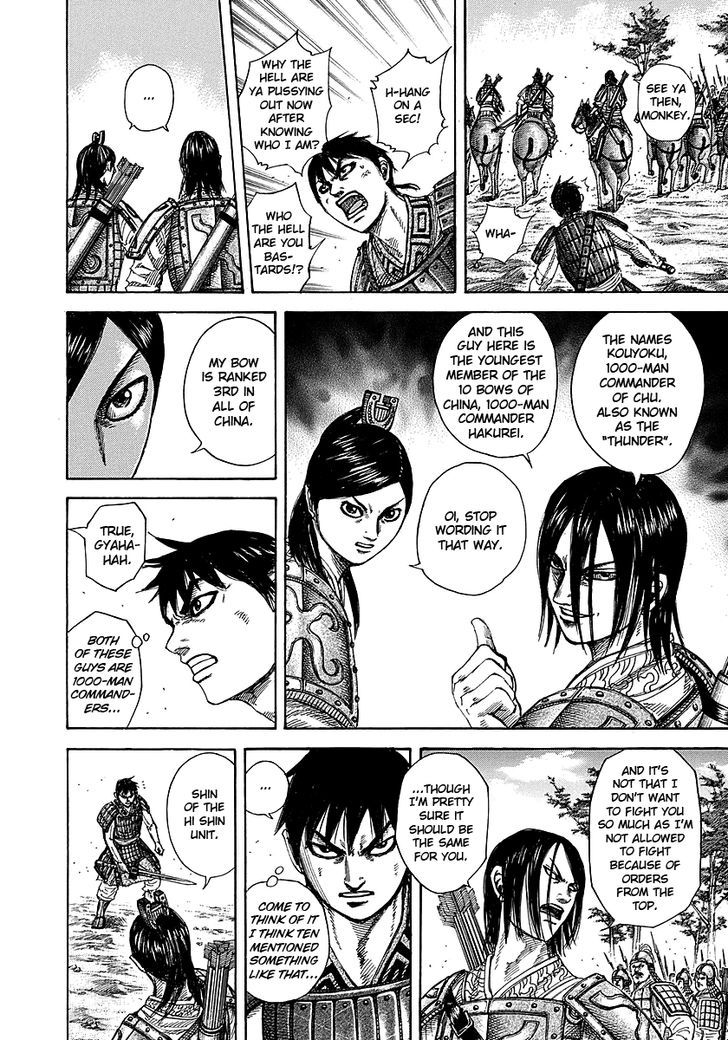 SEE YA
THEN,
MONKEY.
WHA-
H-HANG
ON A
SEC!
WHY THE
HELL ARE
YA PUSSYING
OUT NOW
AFTER
KNOWING
WHO I AM?
WHO
THE HELL
ARE YOU
BAS-
TARDS!?
...
THE NAMES
KOUYOKU,
1000-MAN
COMMANDER
OF CHU.
ALSO KNOWN
AS THE
"THUNDER".
AND THIS
GUY HERE
IS THE
YOUNGEST
MEMBER OF THE
10 BOWS OF
CHINA, 1000-MAN
COMMANDER
HAKUREI.
OI, STOP
WORDING IT
THAT WAY.
MY BOW
IS RANKED
3RD IN
ALL OF
CHINA.
TRUE,
GYAHA-
HAH.
BOTH
OF THESE
GUYS ARE
1000-MAN
COMMAND-
ERS...
AND IT'S
NOT THAT I
DON'T WANT
TO FIGHT YOU
SO MUCH AS I'M
NOT ALLOWED
TO FIGHT
BECAUSE OF
ORDERS
FROM THE
TOP.
...THOUGH
I'M PRETTY
SURE IT
SHOULD BE
THE SAME
FOR YOU.
...
COME TO
THINK OF IT
I THINK TEN
MENTIONED
SOMETHING
LIKE THAT...
SHIN
OF THE
HI SHIN
UNIT.